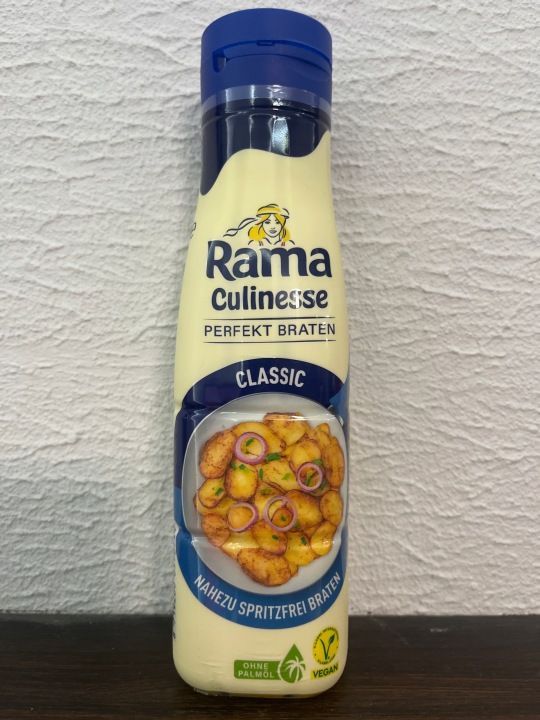 Rama
Culinesse
PERFEKT BRATEN
CLASSIC
NAHEZU SPRITZFREI BRATEN
OHNE
PALMÖL
VEGAN